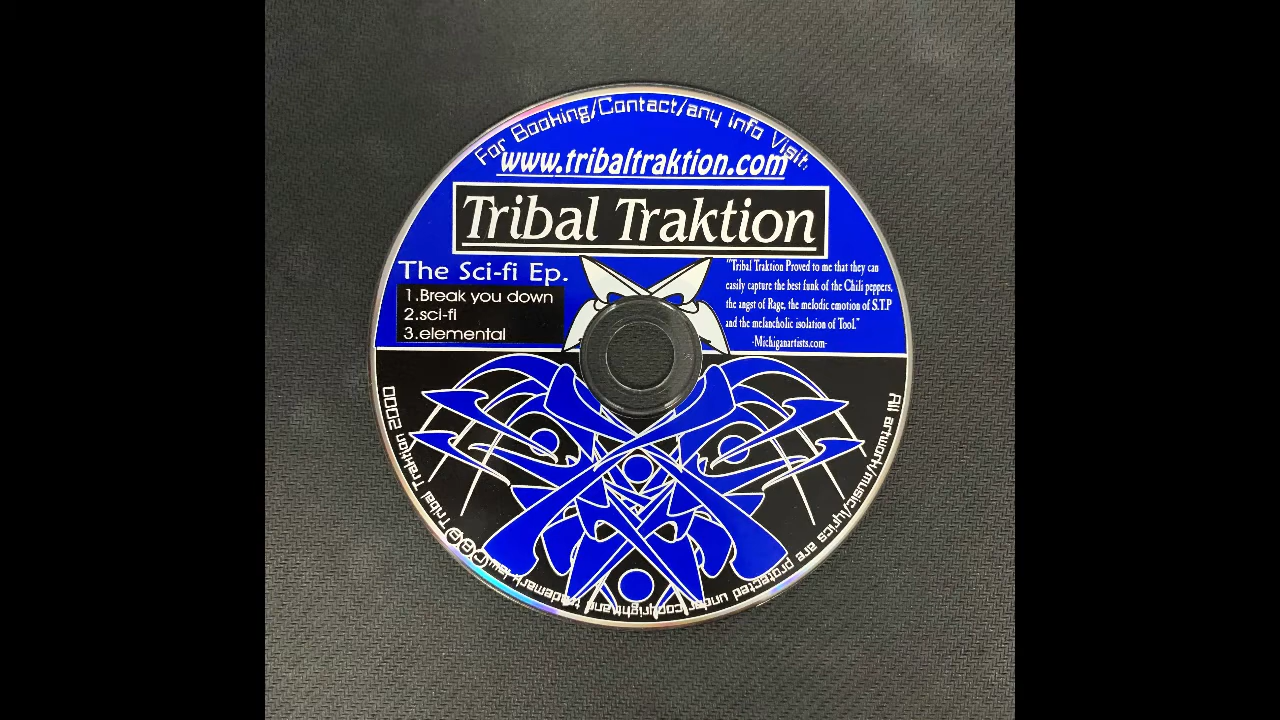 For Booking/Contact/any info Visit.
www.tribaltraktion.com
Tribal Traktion
The Sci-fi Ep.
1.Break you down
2.sci-fi
3.elemental
"Tribal Traktion Proved to me that they can
easily capture the best funk of the Chili peppers,
the angst of Rage, the melodic emotion of S.T.P
and the melancholic isolation of Tool."
-Michiganartists.com-
All artwork/music/lyrics are protected under copyright and trademark law.
©®℗ Tribal Traktion 2000